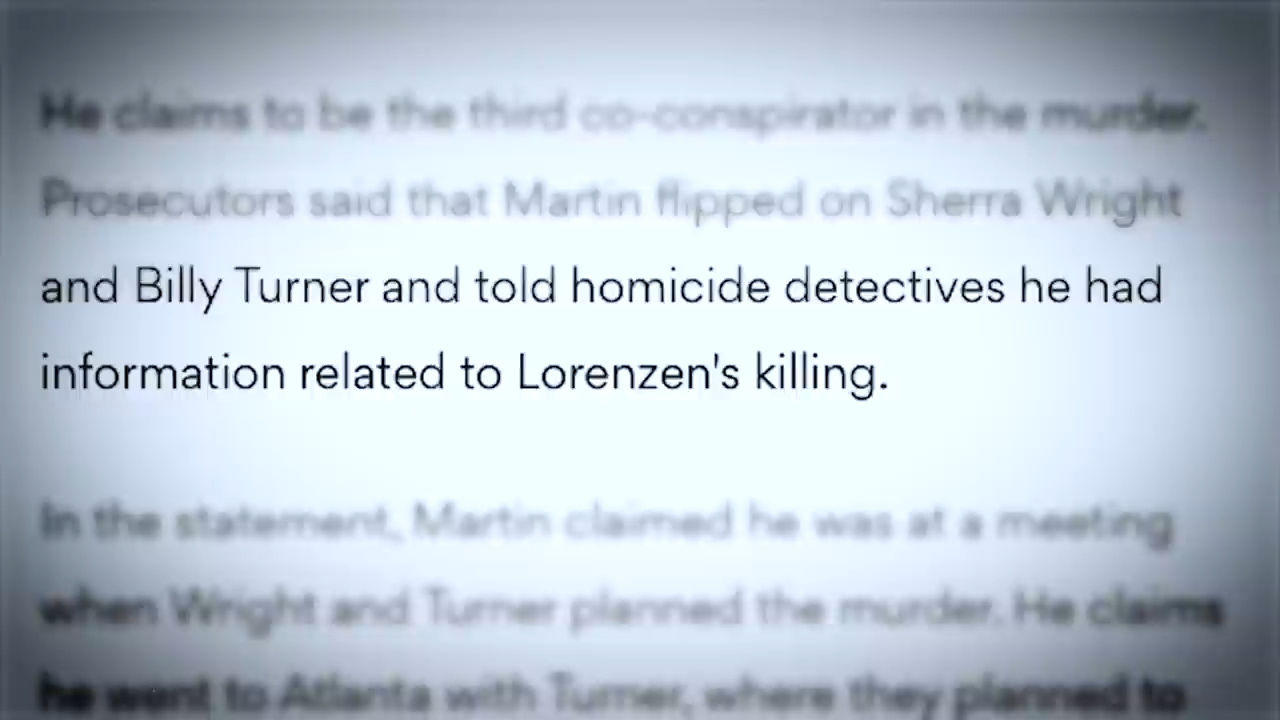 He claims to be the third co-conspirator in the murder.
Prosecutors said that Martin flipped on Sherra Wright
and Billy Turner and told homicide detectives he had
information related to Lorenzen's killing.
In the statement, Martin claimed he was at a meeting
when Wright and Turner planned the murder. He claims
he went to Atlanta with Turner, where they planned to